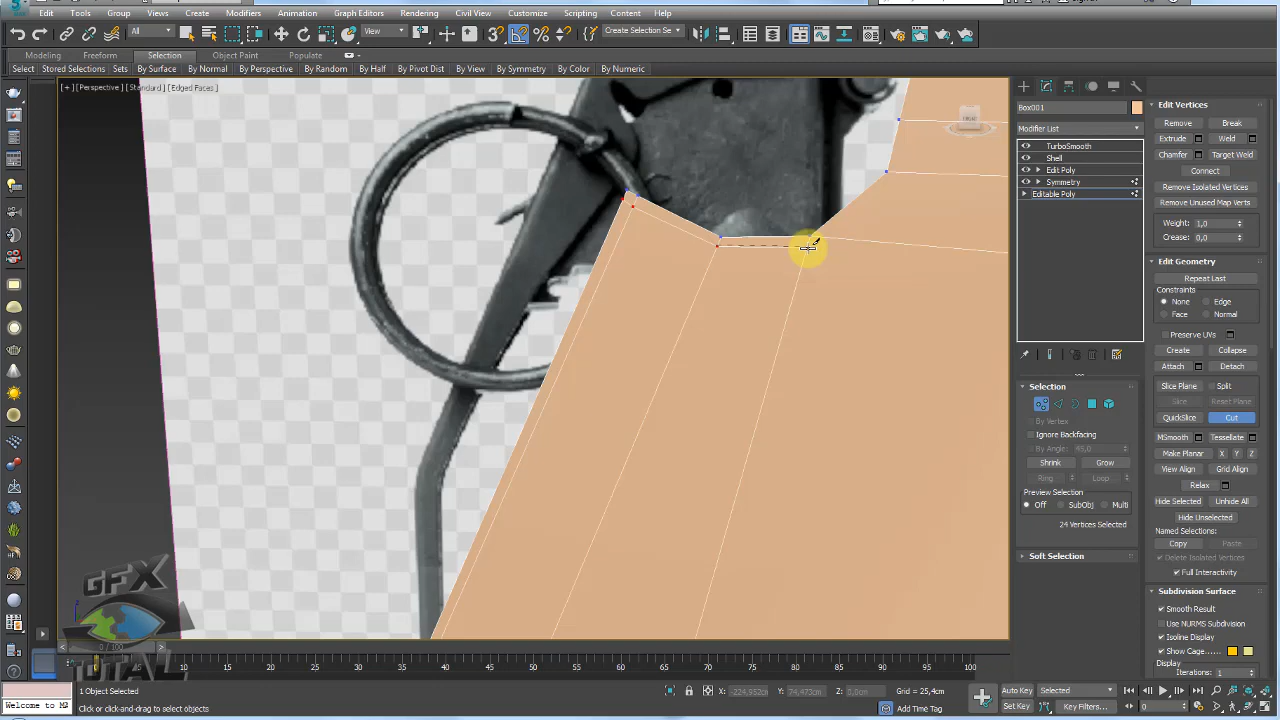 Edit Tools Group Views Create Modifiers Animation Graph Editors Rendering Civil View Customize Scripting Content Help
All View Create Selection Se
Modeling Freeform Selection Object Paint Populate
Select Stored Selections Sets By Surface By Normal By Perspective By Random By Half By Pivot Dist By View By Symmetry By Color By Numeric
[+] [Perspective] [Standard] [Edged Faces]
Box001
Modifier List
TurboSmooth
Shell
Edit Poly
Symmetry
Editable Poly
Selection
By Vertex
Ignore Backfacing
By Angle: 45,0
Shrink Grow
Ring Loop
Preview Selection
Off SubObj Multi
24 Vertices Selected
Soft Selection
Edit Vertices
Remove Break
Extrude Weld
Chamfer Target Weld
Connect
Remove Isolated Vertices
Remove Unused Map Verts
Weight: 1,0
Crease: 0,0
Edit Geometry
Repeat Last
Constraints
None Edge
Face Normal
Preserve UVs
Create Collapse
Attach Detach
Slice Plane Split
Slice Reset Plane
QuickSlice Cut
MSmooth Tessellate
Make Planar X Y Z
View Align Grid Align
Relax
Hide Selected Unhide All
Hide Unselected
Named Selections:
Copy Paste
Delete Isolated Vertices
Full Interactivity
Subdivision Surface
Smooth Result
Use NURMS Subdivision
Isoline Display
Show Cage......
Display
Iterations: 1
GFX
TOTAL
0 / 100
10 15 20 25 30 35 40 45 50 55 60 65 70 75 80 85 90 95 100
1 Object Selected
Click or click-and-drag to select objects
Welcome to M
X: -224,952cm Y: 74,473cm Z: 0,0cm Grid = 25,4cm
Add Time Tag
Auto Key Selected
Set Key Key Filters...
0